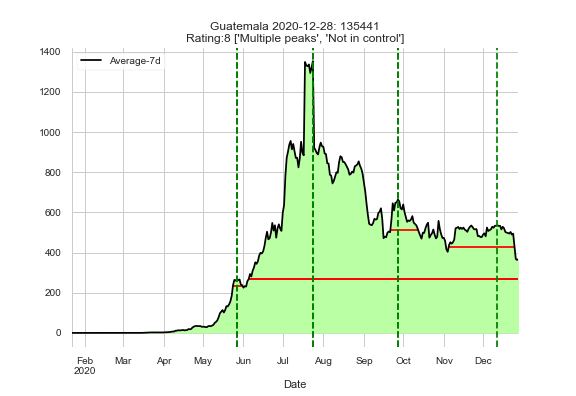 Guatemala 2020-12-28: 135441
Rating:8 ['Multiple peaks', 'Not in control']
Average-7d
1400
1200
1000
800
600
400
200
0
Feb Mar Apr May Jun Jul Aug Sep Oct Nov Dec
2020
Date